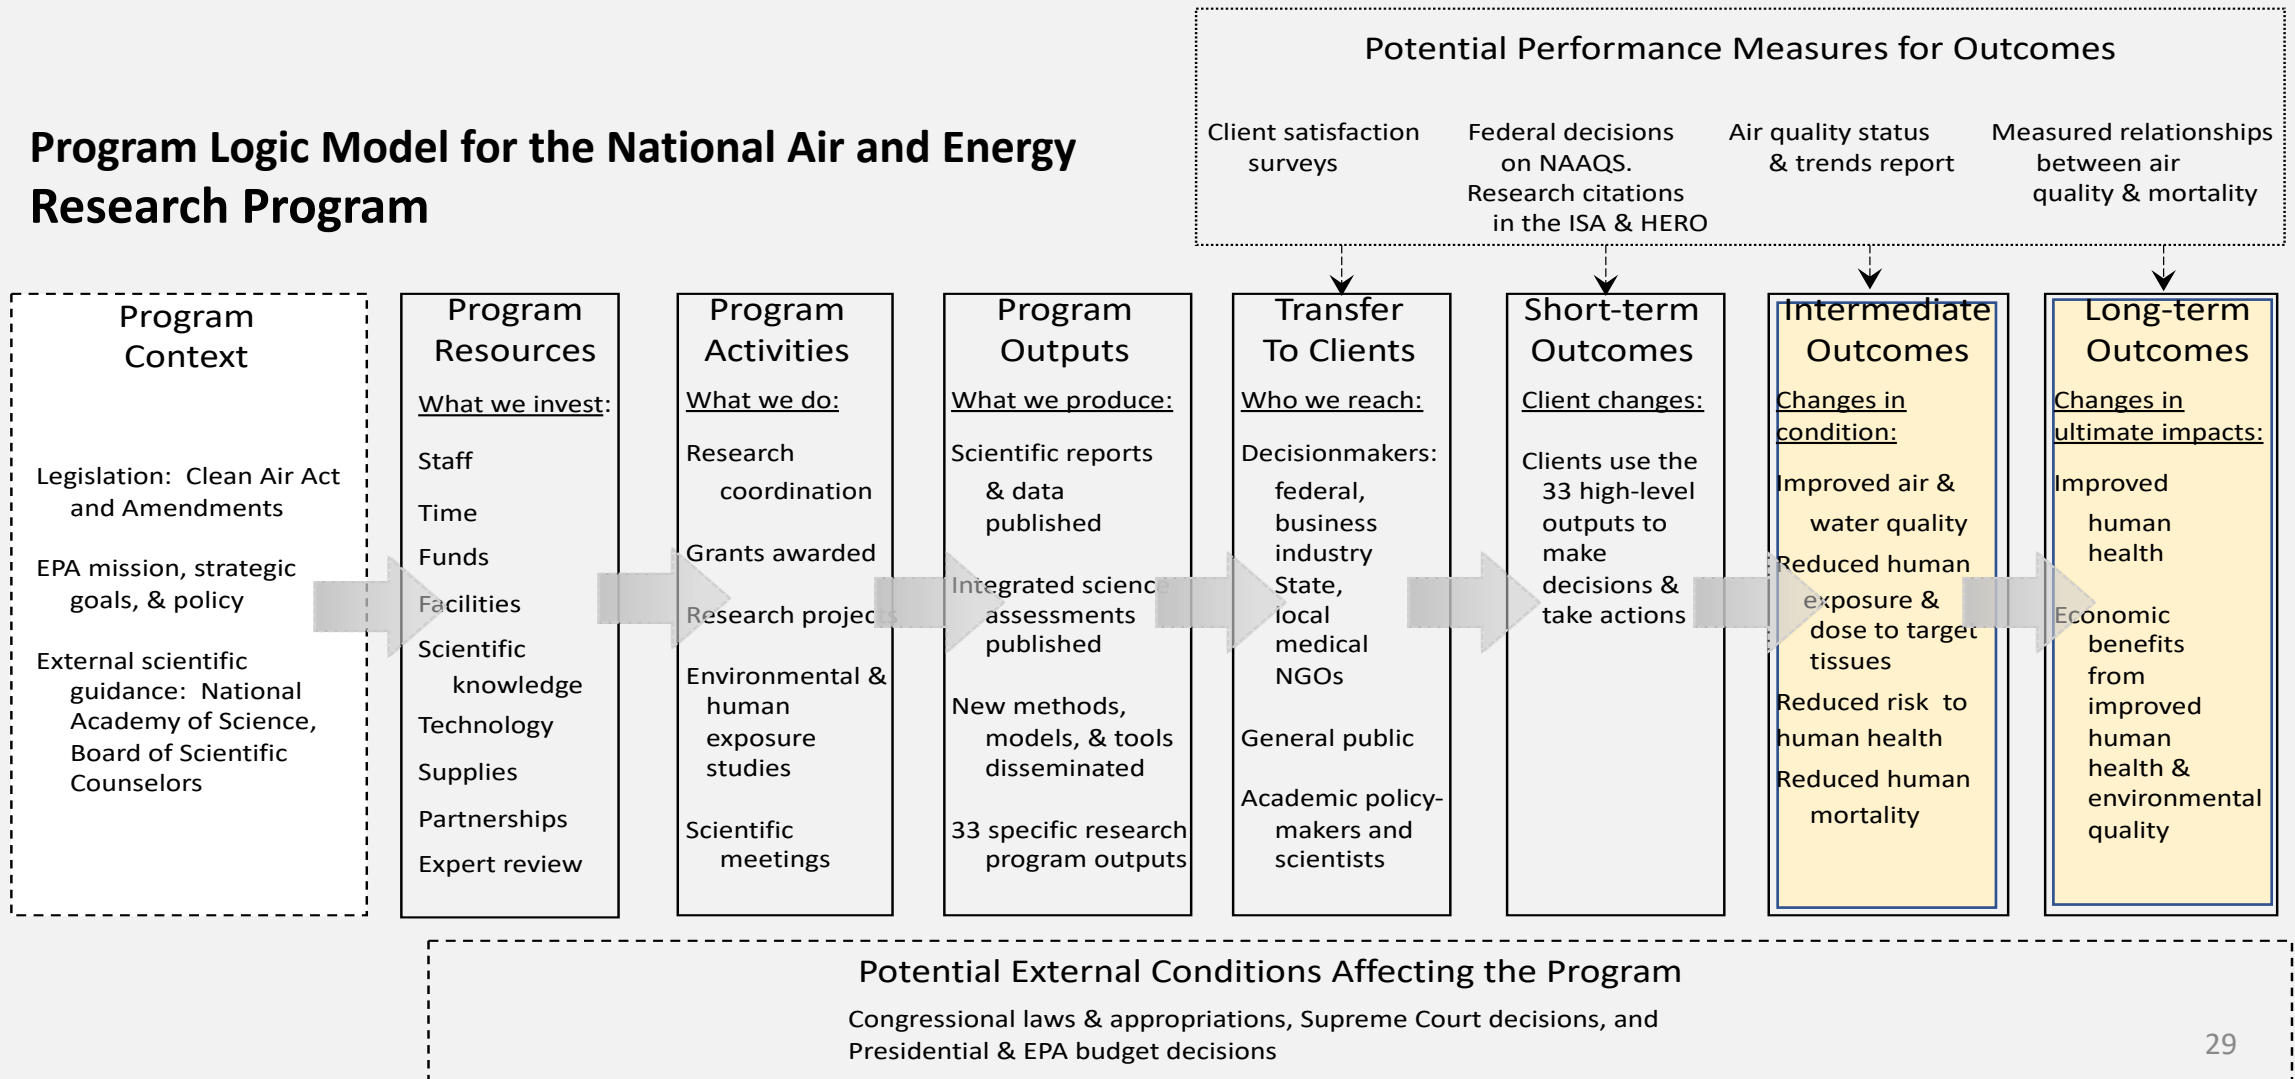 Potential Performance Measures for Outcomes
Client satisfaction
surveys
Federal decisions
on NAAQS.
Research citations
in the ISA & HERO
Air quality status
& trends report
Measured relationships
between air
quality & mortality
Program Logic Model for the National Air and Energy
Research Program
Program
Context
Legislation: Clean Air Act
and Amendments
EPA mission, strategic
goals, & policy
External scientific
guidance: National
Academy of Science,
Board of Scientific
Counselors
Program
Resources
What we invest:
Staff
Time
Funds
Facilities
Scientific
knowledge
Technology
Supplies
Partnerships
Expert review
Program
Activities
What we do:
Research
coordination
Grants awarded
Research projects
Environmental &
human
exposure
studies
Scientific
meetings
Program
Outputs
What we produce:
Scientific reports
& data
published
Integrated science
assessments
published
New methods,
models, & tools
disseminated
33 specific research
program outputs
Transfer
To Clients
Who we reach:
Decisionmakers:
federal,
business
industry
State,
local
medical
NGOs
General public
Academic policy-
makers and
scientists
Short-term
Outcomes
Client changes:
Clients use the
33 high-level
outputs to
make
decisions &
take actions
Intermediate
Outcomes
Changes in
condition:
Improved air &
water quality
Reduced human
exposure &
dose to target
tissues
Reduced risk to
human health
Reduced human
mortality
Long-term
Outcomes
Changes in
ultimate impacts:
Improved
human
health
Economic
benefits
from
improved
human
health &
environmental
quality
Potential External Conditions Affecting the Program
Congressional laws & appropriations, Supreme Court decisions, and
Presidential & EPA budget decisions
29